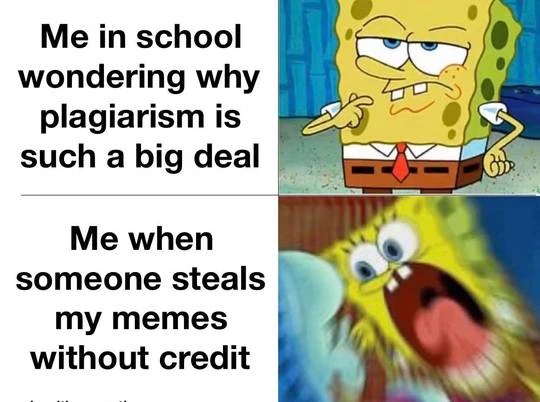 Me in school
wondering why
plagiarism is
such a big deal
Me when
someone steals
my memes
without credit